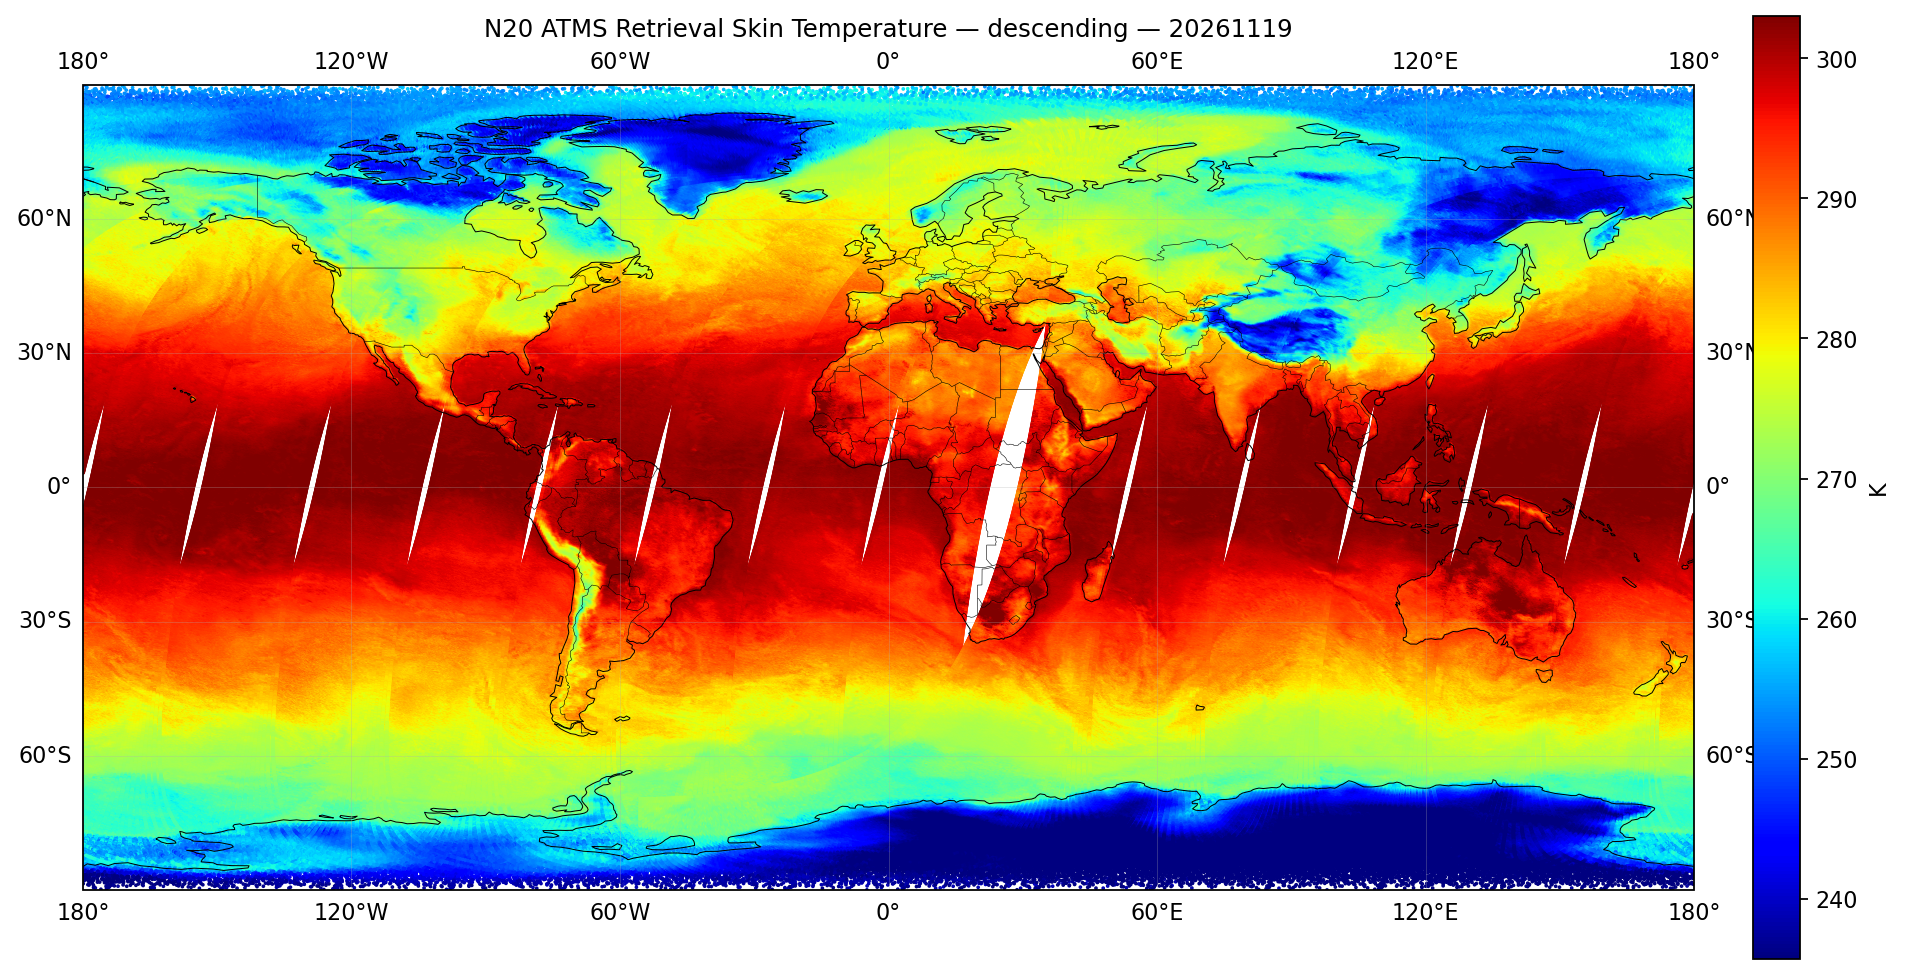 N20 ATMS Retrieval Skin Temperature — descending — 20261119
180° 120°W 60°W 0° 60°E 120°E 180°
300
290
60°N 60°N
280
30°N 30°N
270
0° 0°
K
260
30°S 30°S
250
60°S 60°S
240
180° 120°W 60°W 0° 60°E 120°E 180°